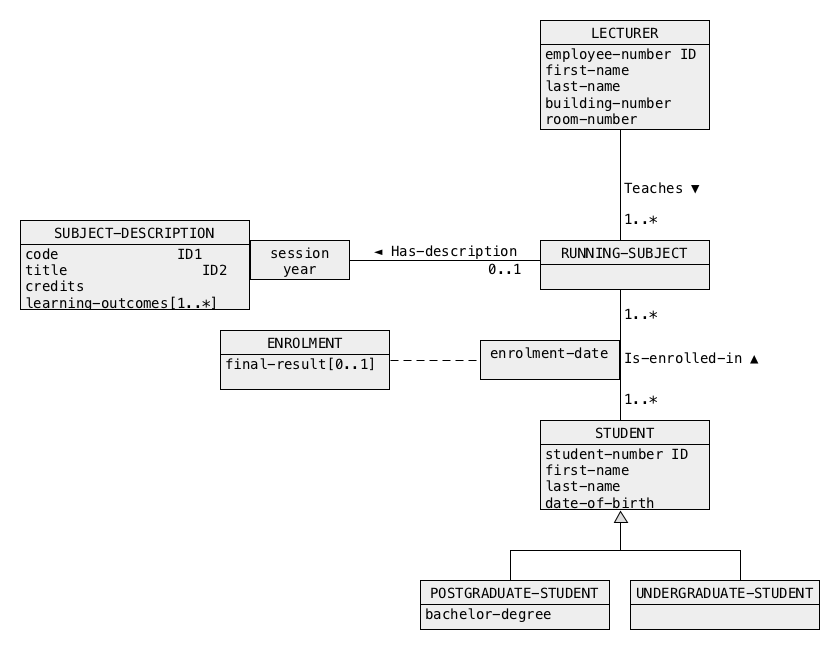 LECTURER
employee-number ID
first-name
last-name
building-number
room-number
Teaches ▼
1..*
SUBJECT-DESCRIPTION
code ID1
title ID2
credits
learning-outcomes[1..*]
session
year
◄ Has-description
0..1
RUNNING-SUBJECT
1..*
ENROLMENT
final-result[0..1]
enrolment-date
Is-enrolled-in ▲
1..*
STUDENT
student-number ID
first-name
last-name
date-of-birth
POSTGRADUATE-STUDENT
bachelor-degree
UNDERGRADUATE-STUDENT